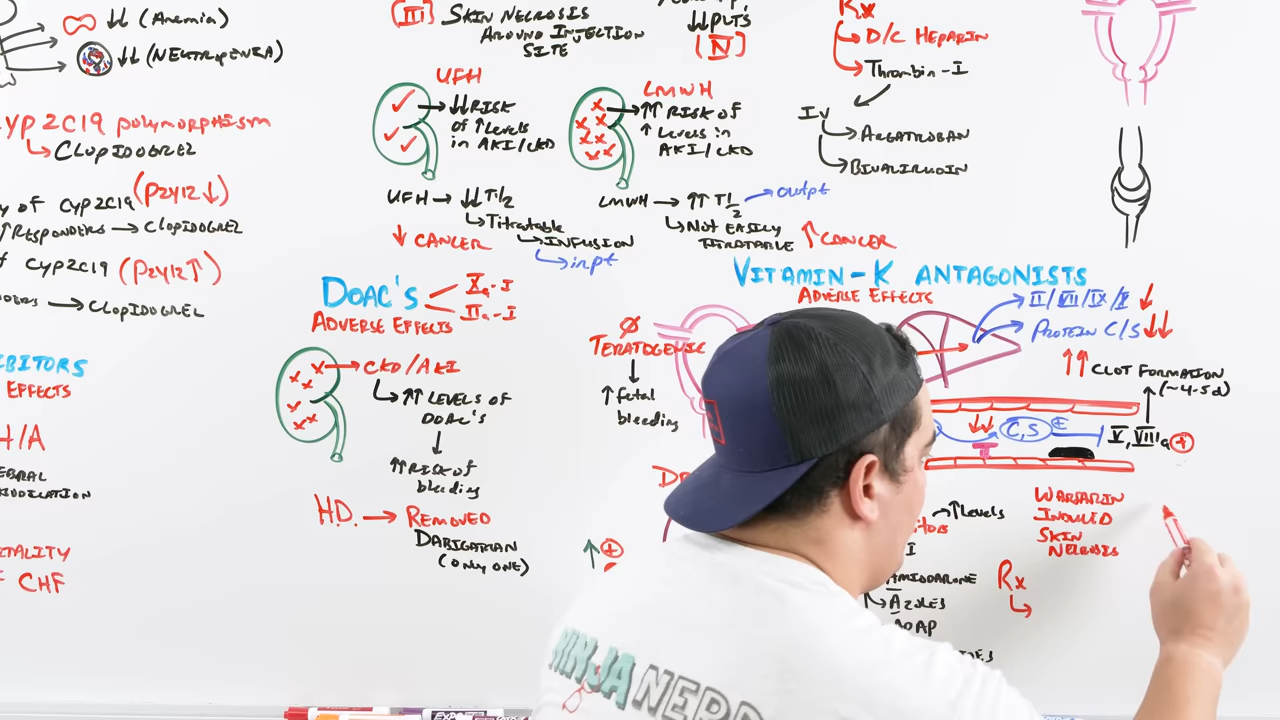 ↓↓ (ANEMIA)
↓↓ (NEUTROPENIA)
CYP2C19 POLYMORPHISM
CLOPIDOGREL
OF CYP2C19 (P2Y12↓)
↑RESPONDERS → CLOPIDOGREL
CYP2C19 (P2Y12↑)
→ CLOPIDOGREL
EFFECTS
H/A
CHF
[III] SKIN NECROSIS
AROUND INJECTION
SITE
↓↓PLTS
[IV]
Rx
D/C HEPARIN
Thrombin-I
IV
ARGATROBAN
BIVALIRUDIN
UFH
↓↓RISK
of ↑Levels
in AKI/CKD
UFH → ↓↓ T1/2
Titratable
INFUSION
inpt
↓ CANCER
LMWH
↑↑ RISK OF
↑ Levels in
AKI/CKD
LMWH → ↑↑ T1/2
outpt
NOT EASILY
TITRATABLE
↑CANCER
DOAC's
Xa-I
IIa-I
ADVERSE EFFECTS
CKD/AKI
↑↑ LEVELS OF
DOAC'S
↑↑RISK OF
bleeding
HD. → REMOVED
DABIGATRAN
(ONLY ONE)
VITAMIN-K ANTAGONISTS
ADVERSE EFFECTS
Ø
TERATOGENIC
↑ fetal
bleeding
II/VII/IX/X ↓
PROTEIN C/S ↓↓
↑↑ CLOT FORMATION
(~4-5d)
↓↓ C,S
V, VIIIa +
WARFARIN
INDUCED
SKIN
NECROSIS
Rx
↑Levels
I
AMIODARONE
AZOLES
↑ +
NINJA NERD